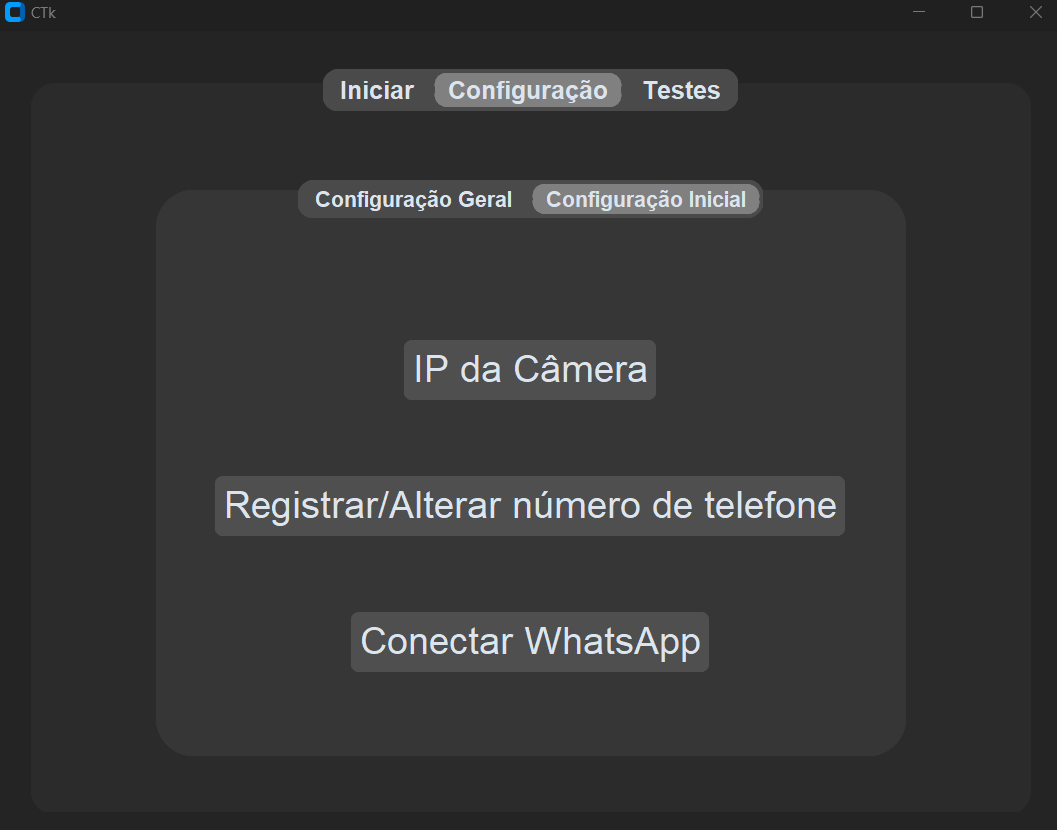 CTk
Iniciar Configuração Testes
Configuração Geral Configuração Inicial
IP da Câmera
Registrar/Alterar número de telefone
Conectar WhatsApp